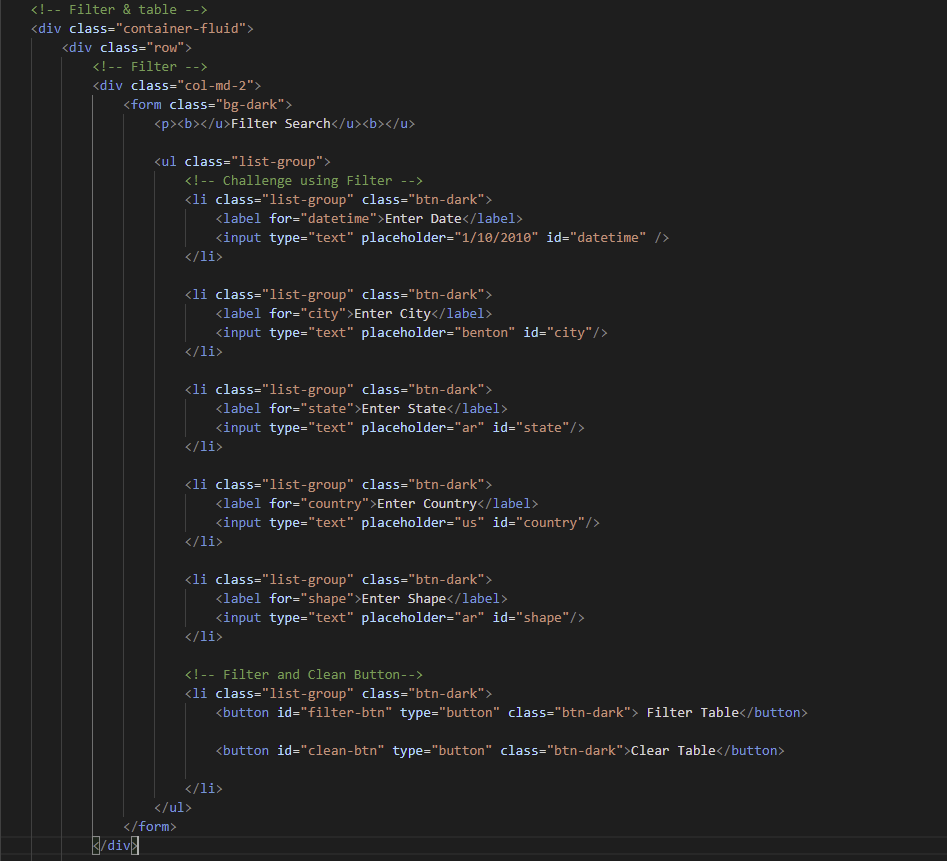 <!-- Filter & table -->
<div class="container-fluid">
    <div class="row">
        <!-- Filter -->
        <div class="col-md-2">
            <form class="bg-dark">
                <p><b></u>Filter Search</u><b></u>

                <ul class="list-group">
                    <!-- Challenge using Filter -->
                    <li class="list-group" class="btn-dark">
                        <label for="datetime">Enter Date</label>
                        <input type="text" placeholder="1/10/2010" id="datetime" />
                    </li>

                    <li class="list-group" class="btn-dark">
                        <label for="city">Enter City</label>
                        <input type="text" placeholder="benton" id="city"/>
                    </li>

                    <li class="list-group" class="btn-dark">
                        <label for="state">Enter State</label>
                        <input type="text" placeholder="ar" id="state"/>
                    </li>

                    <li class="list-group" class="btn-dark">
                        <label for="country">Enter Country</label>
                        <input type="text" placeholder="us" id="country"/>
                    </li>

                    <li class="list-group" class="btn-dark">
                        <label for="shape">Enter Shape</label>
                        <input type="text" placeholder="ar" id="shape"/>
                    </li>

                    <!-- Filter and Clean Button-->
                    <li class="list-group" class="btn-dark">
                        <button id="filter-btn" type="button" class="btn-dark"> Filter Table</button>

                        <button id="clean-btn" type="button" class="btn-dark">Clear Table</button>

                    </li>
                </ul>
            </form>
        </div>